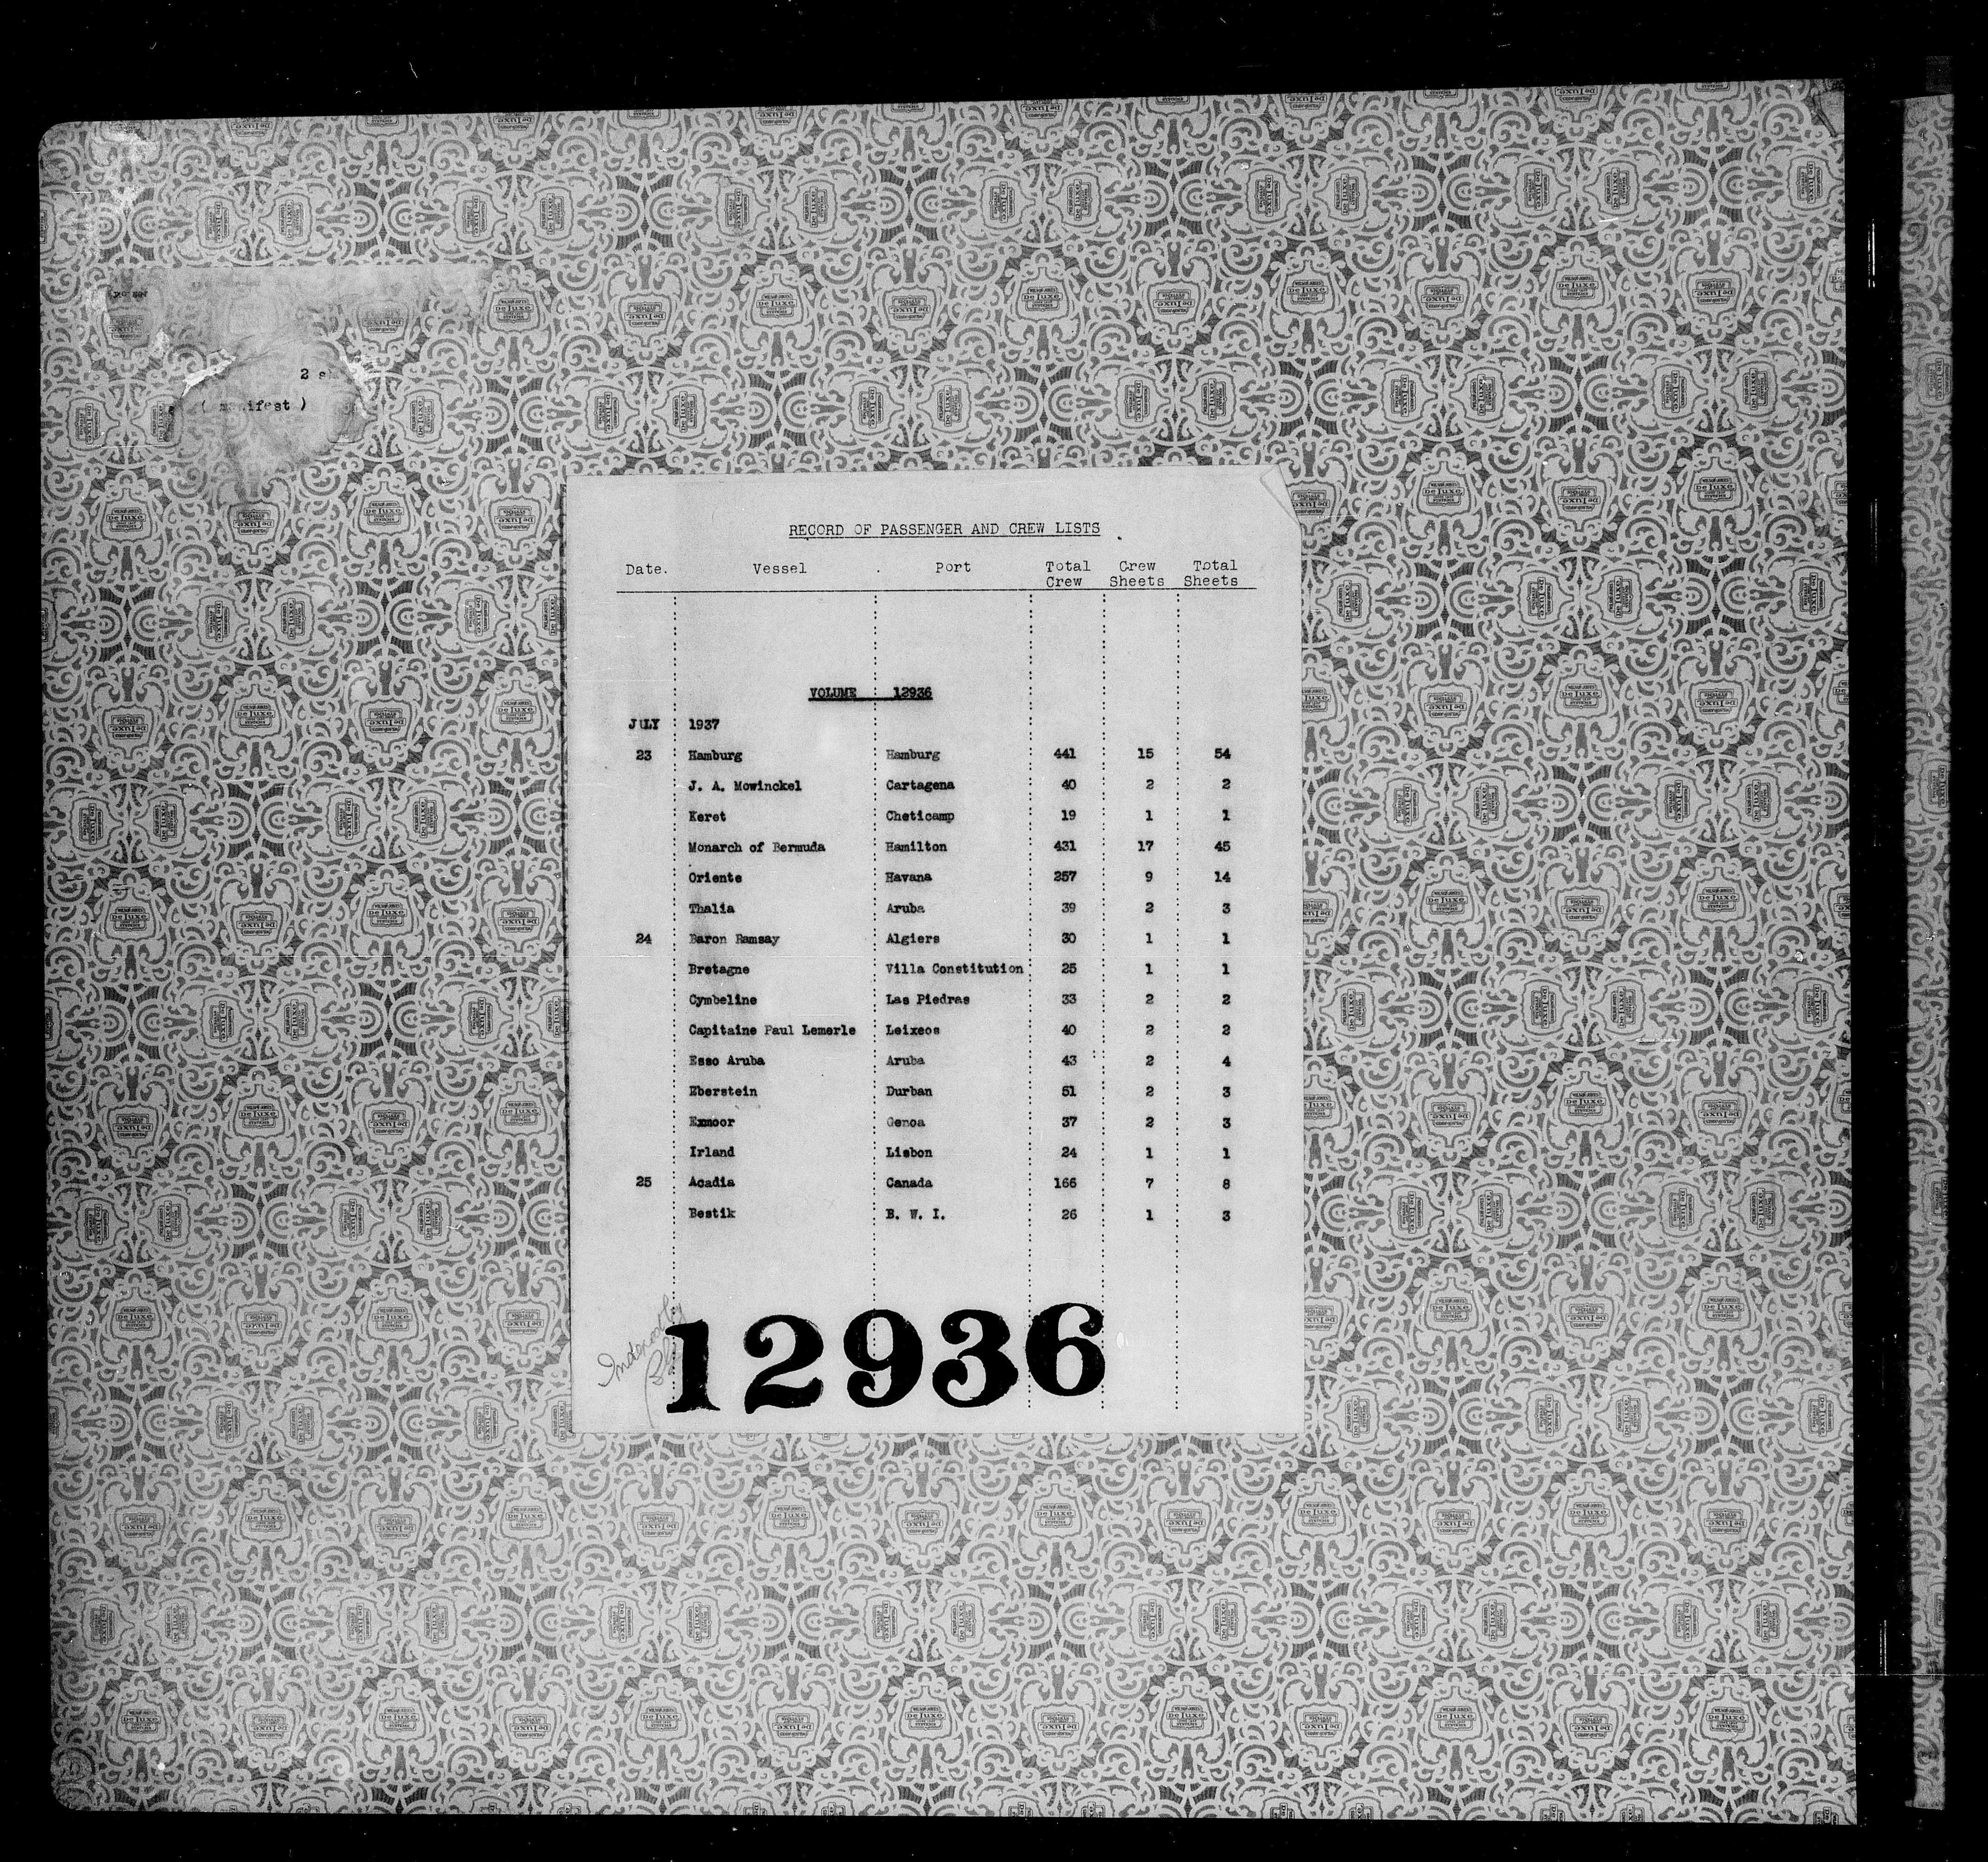 2 sh
( manifest )
RECORD OF PASSENGER AND CREW LISTS
Date. Vessel . Port Total Crew Total
Crew Sheets Sheets
VOLUME : 12936
JULY 1937
23 Hamburg Hamburg 441 15 54
J. A. Mowinckel Cartagena 40 2 2
Keret Cheticamp 19 1 1
Monarch of Bermuda Hamilton 431 17 45
Oriente Havana 257 9 14
Thalia Aruba 39 2 3
24 Baron Ramsay Algiers 30 1 1
Bretagne Villa Constitution 25 1 1
Cymbeline Las Piedras 33 2 2
Capitaine Paul Lemerle Leixeos 40 2 2
Esso Aruba Aruba 43 2 4
Eberstein Durban 51 2 3
Exmoor Genoa 37 2 3
Irland Lisbon 24 1 1
25 Acadia Canada 166 7 8
Bestik B. W. I. 26 1 3
12936